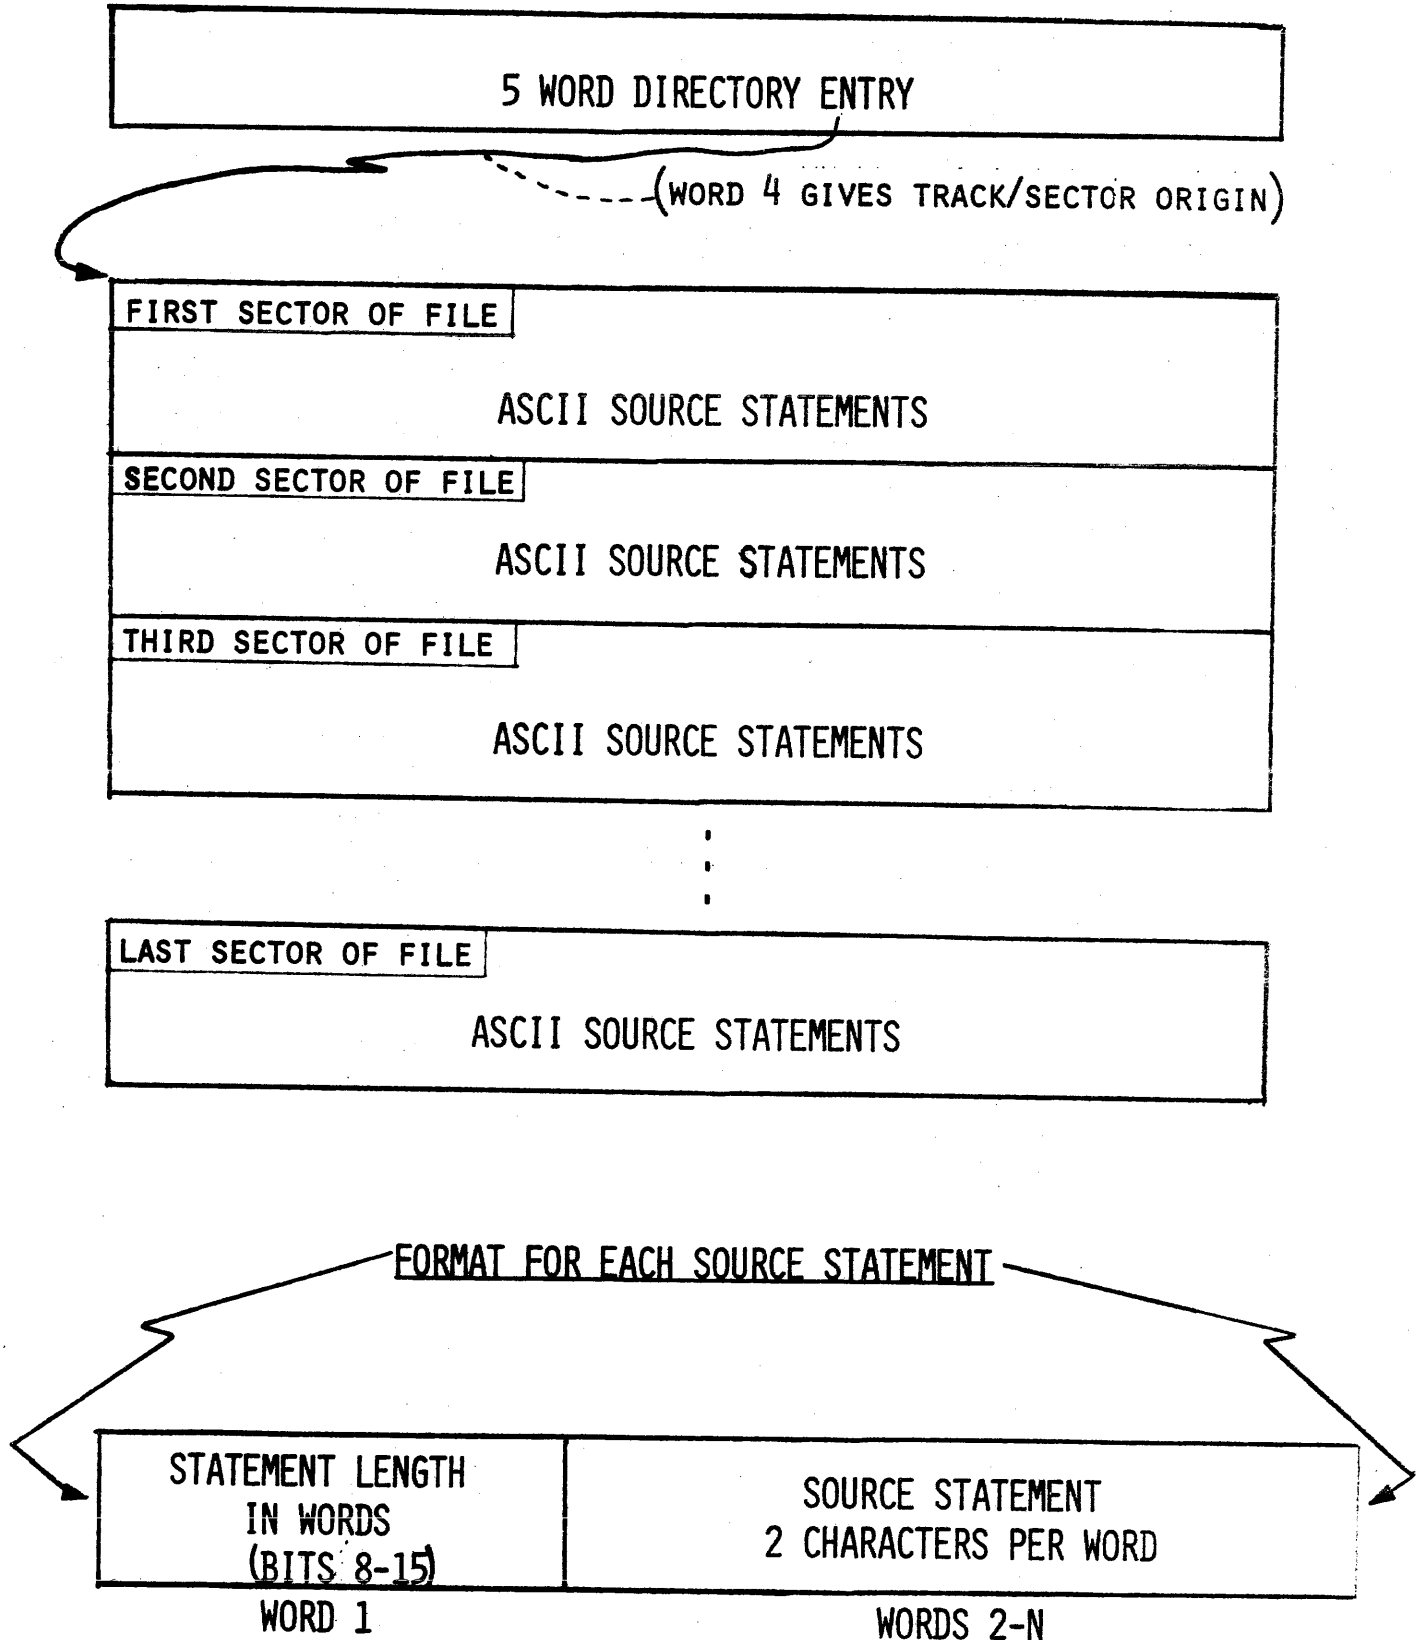 5 WORD DIRECTORY ENTRY
(WORD 4 GIVES TRACK/SECTOR ORIGIN)
FIRST SECTOR OF FILE
ASCII SOURCE STATEMENTS
SECOND SECTOR OF FILE
ASCII SOURCE STATEMENTS
THIRD SECTOR OF FILE
ASCII SOURCE STATEMENTS
LAST SECTOR OF FILE
ASCII SOURCE STATEMENTS
FORMAT FOR EACH SOURCE STATEMENT
STATEMENT LENGTH
IN WORDS
(BITS 8-15)
SOURCE STATEMENT
2 CHARACTERS PER WORD
WORD 1
WORDS 2-N